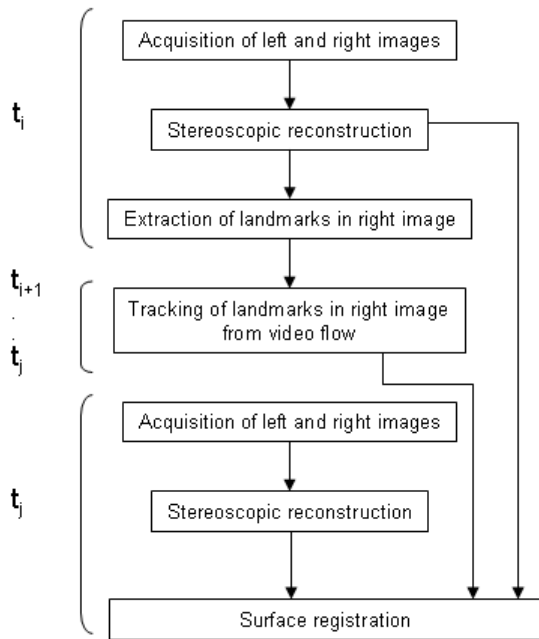 Acquisition of left and right images
t_i
Stereoscopic reconstruction
Extraction of landmarks in right image
t_{i+1}
.
.
t_j
Tracking of landmarks in right image
from video flow
Acquisition of left and right images
t_j
Stereoscopic reconstruction
Surface registration